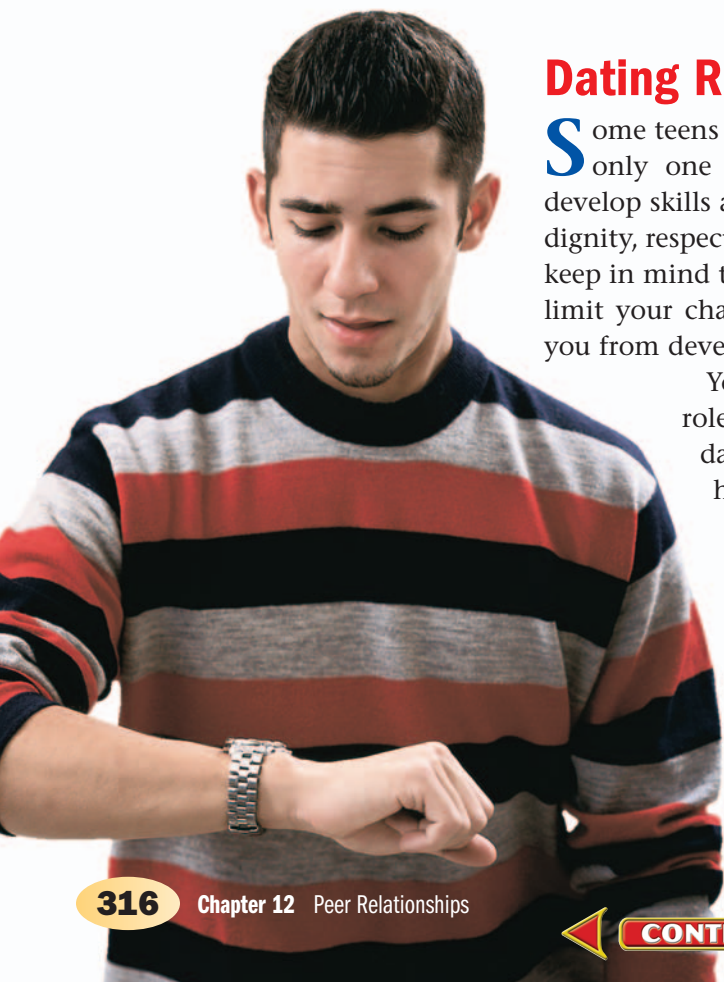 Dating R
Some teens
only one
develop skills a
dignity, respect
keep in mind t
limit your cha
you from deve
Yo
role
da
h
316 Chapter 12 Peer Relationships
CONT